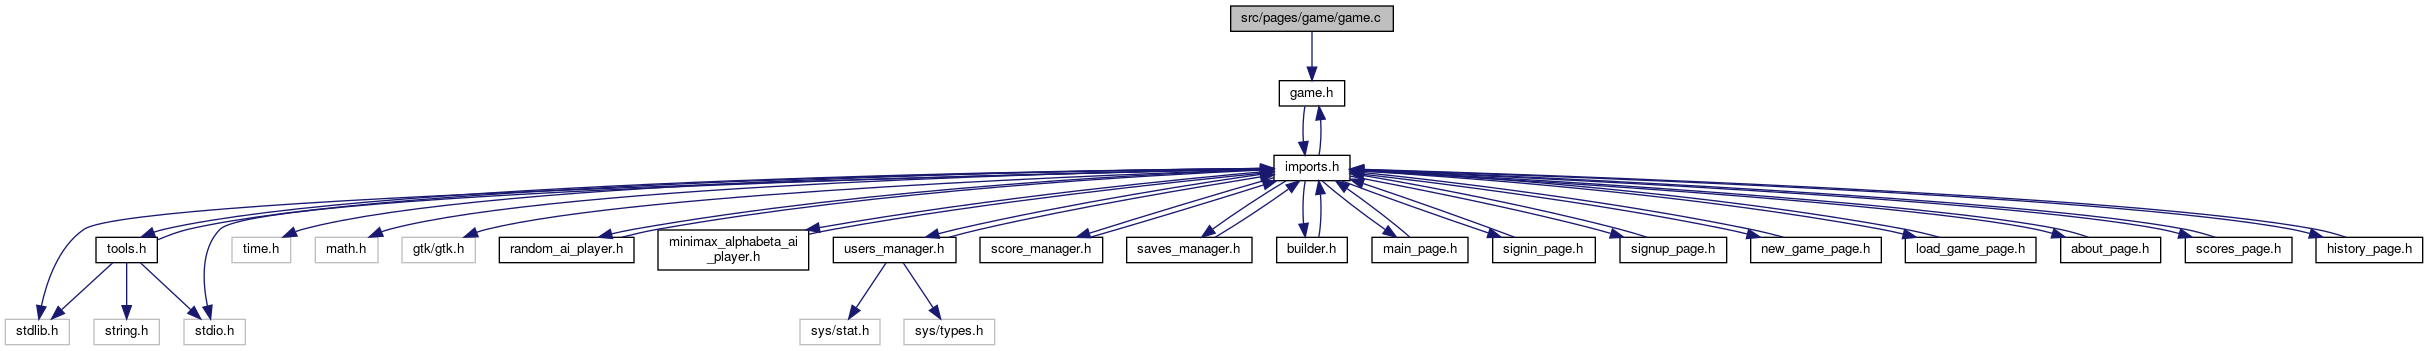 src/pages/game/game.c
game.h
imports.h
tools.h
time.h
math.h
gtk/gtk.h
random_ai_player.h
minimax_alphabeta_ai
_player.h
users_manager.h
score_manager.h
saves_manager.h
builder.h
main_page.h
signin_page.h
signup_page.h
new_game_page.h
load_game_page.h
about_page.h
scores_page.h
history_page.h
stdlib.h
string.h
stdio.h
sys/stat.h
sys/types.h